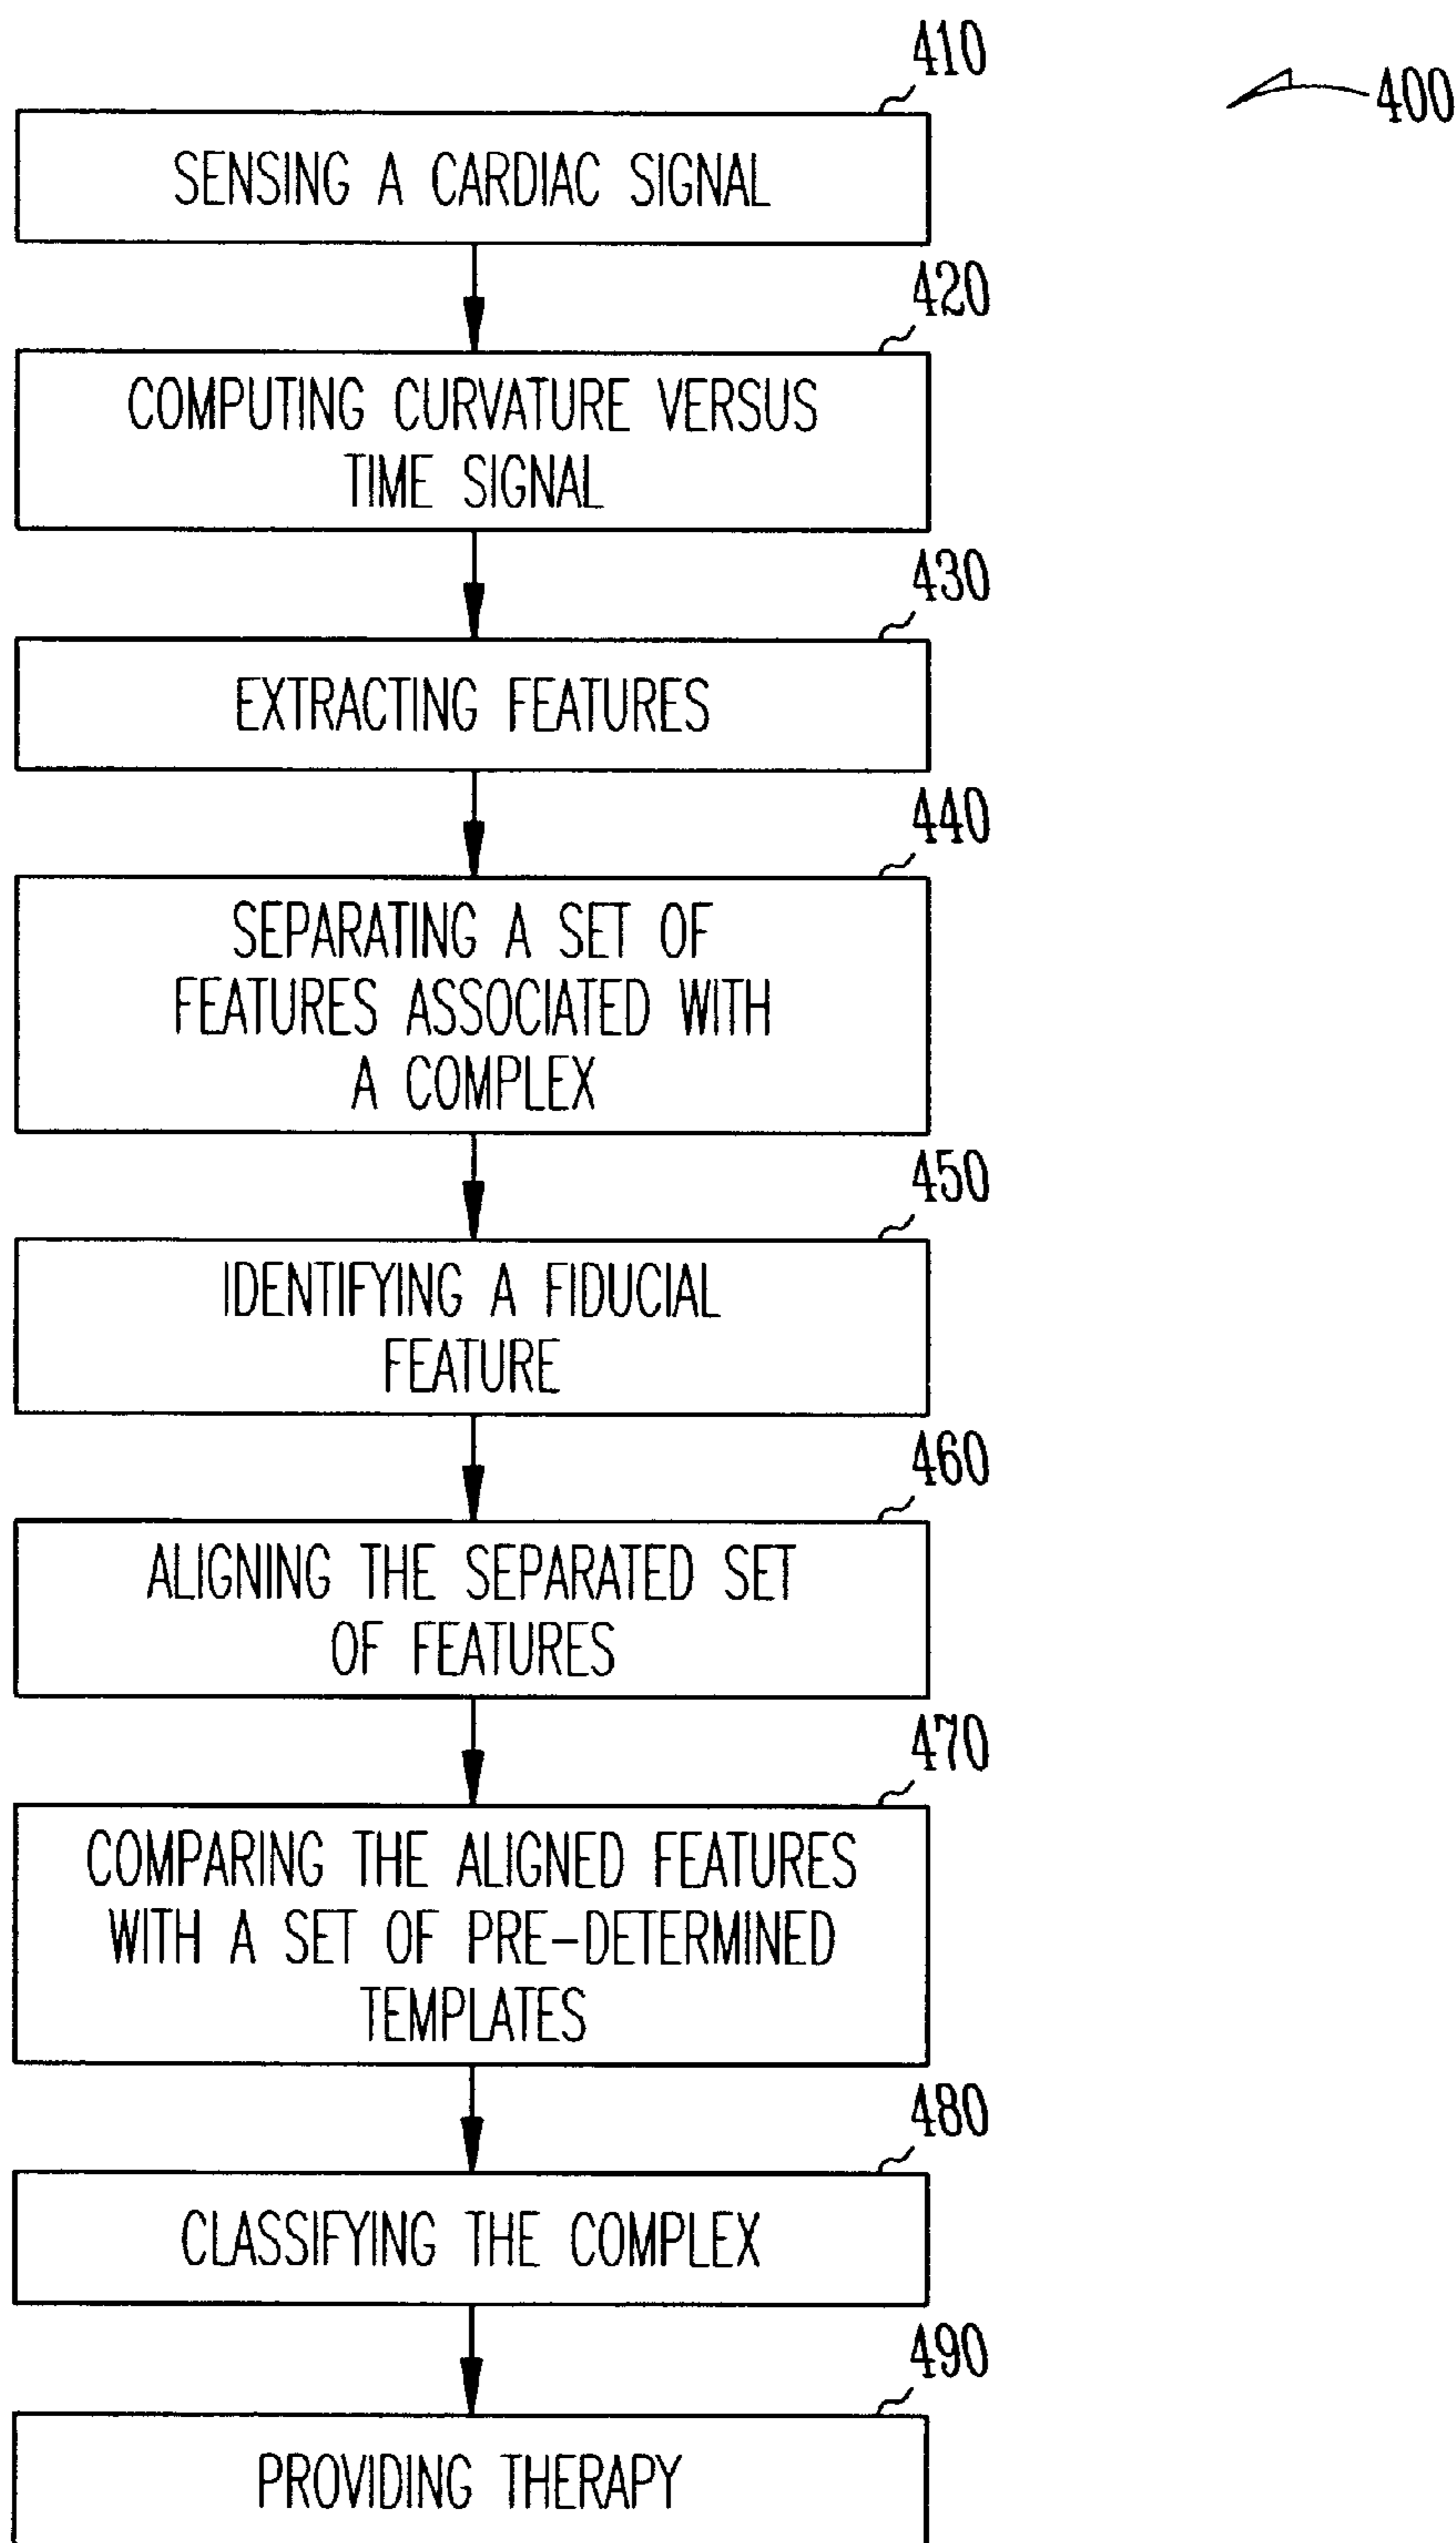 410
400
SENSING A CARDIAC SIGNAL
420
COMPUTING CURVATURE VERSUS
TIME SIGNAL
430
EXTRACTING FEATURES
440
SEPARATING A SET OF
FEATURES ASSOCIATED WITH
A COMPLEX
450
IDENTIFYING A FIDUCIAL
FEATURE
460
ALIGNING THE SEPARATED SET
OF FEATURES
470
COMPARING THE ALIGNED FEATURES
WITH A SET OF PRE-DETERMINED
TEMPLATES
480
CLASSIFYING THE COMPLEX
490
PROVIDING THERAPY